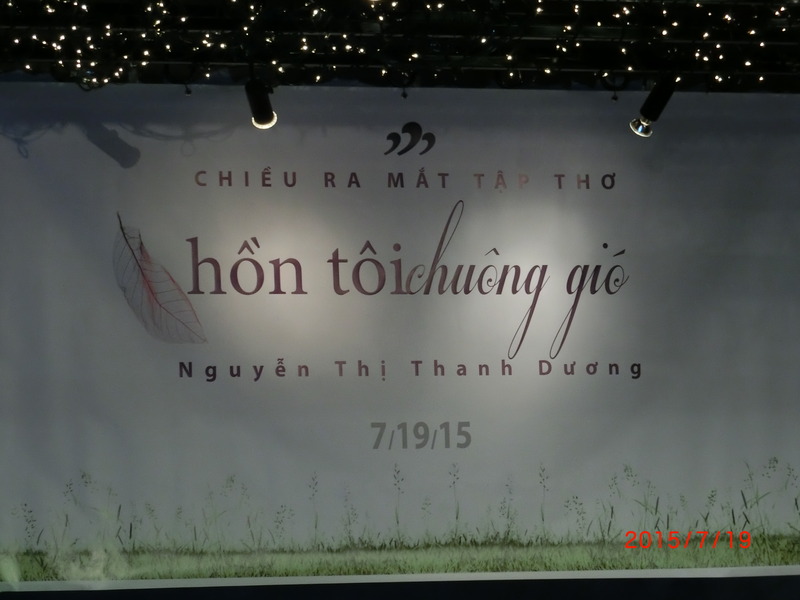 CHIỀU RA MẮT TẬP THƠ
hồn tôi chuông gió
Nguyễn Thị Thanh Dương
7/19/15
2015/7/19